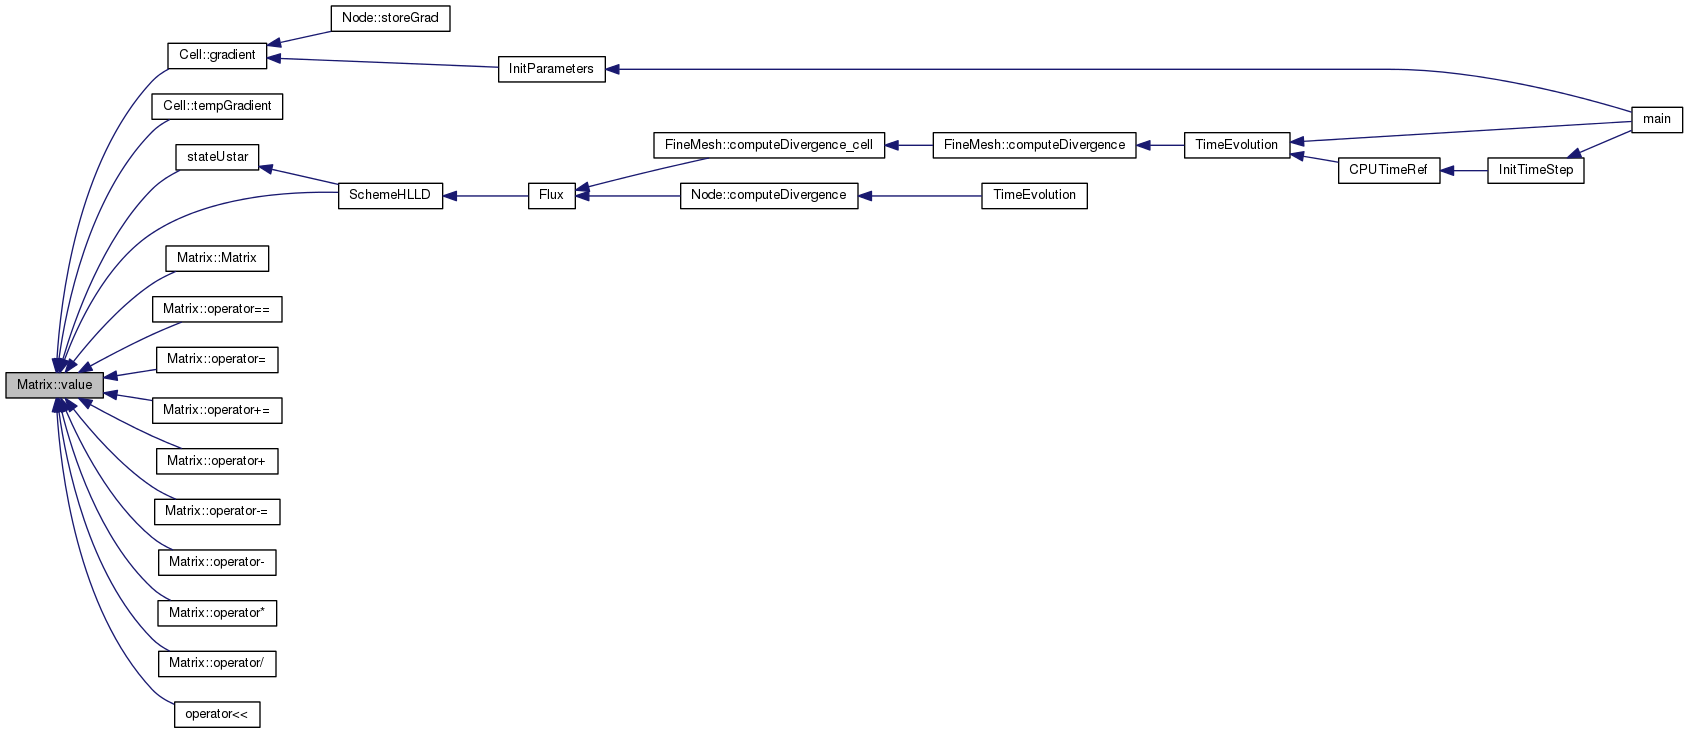 Node::storeGrad
Cell::gradient
InitParameters
Cell::tempGradient
main
FineMesh::computeDivergence_cell
FineMesh::computeDivergence
TimeEvolution
stateUstar
CPUTimeRef
InitTimeStep
SchemeHLLD
Flux
Node::computeDivergence
TimeEvolution
Matrix::Matrix
Matrix::operator==
Matrix::operator=
Matrix::value
Matrix::operator+=
Matrix::operator+
Matrix::operator-=
Matrix::operator-
Matrix::operator*
Matrix::operator/
operator<<